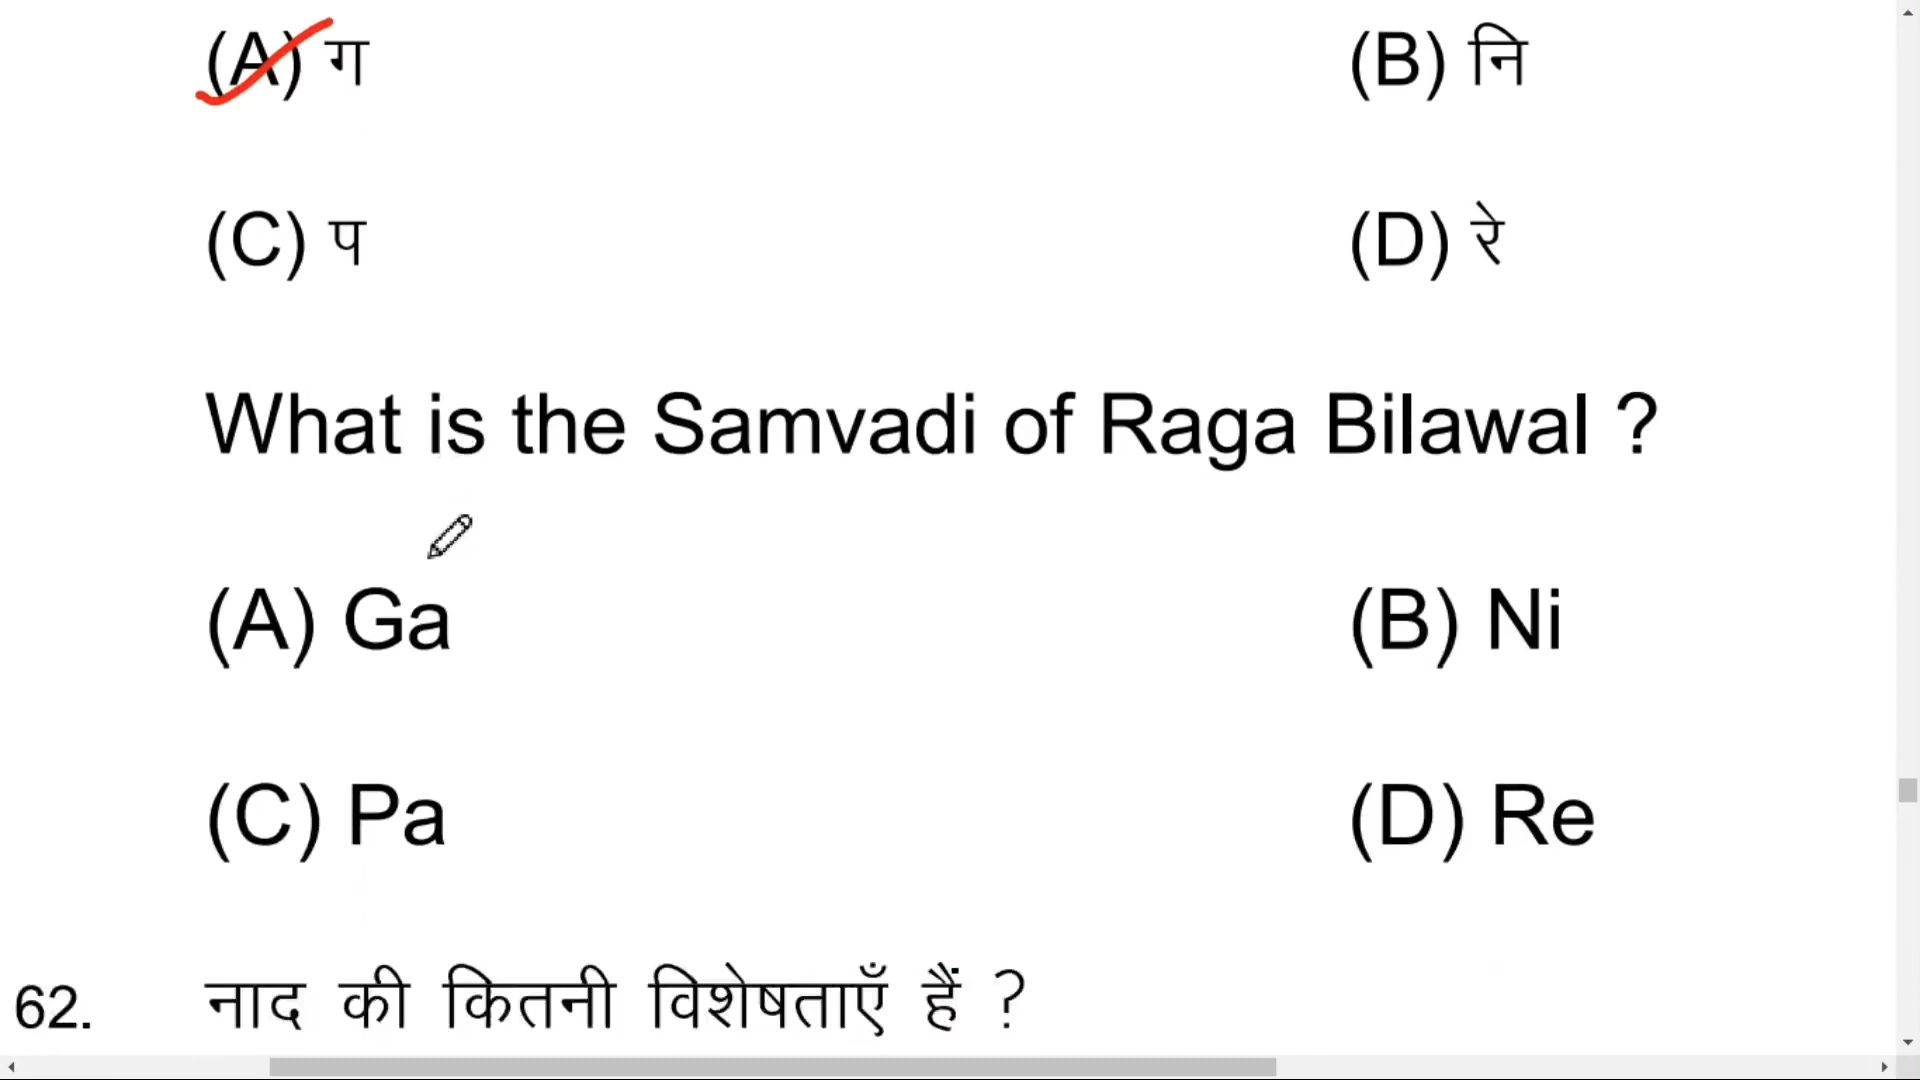 (A) ग (B) नि
(C) प (D) रे
What is the Samvadi of Raga Bilawal ?
(A) Ga (B) Ni
(C) Pa (D) Re
62. नाद की कितनी विशेषताएँ हैं ?